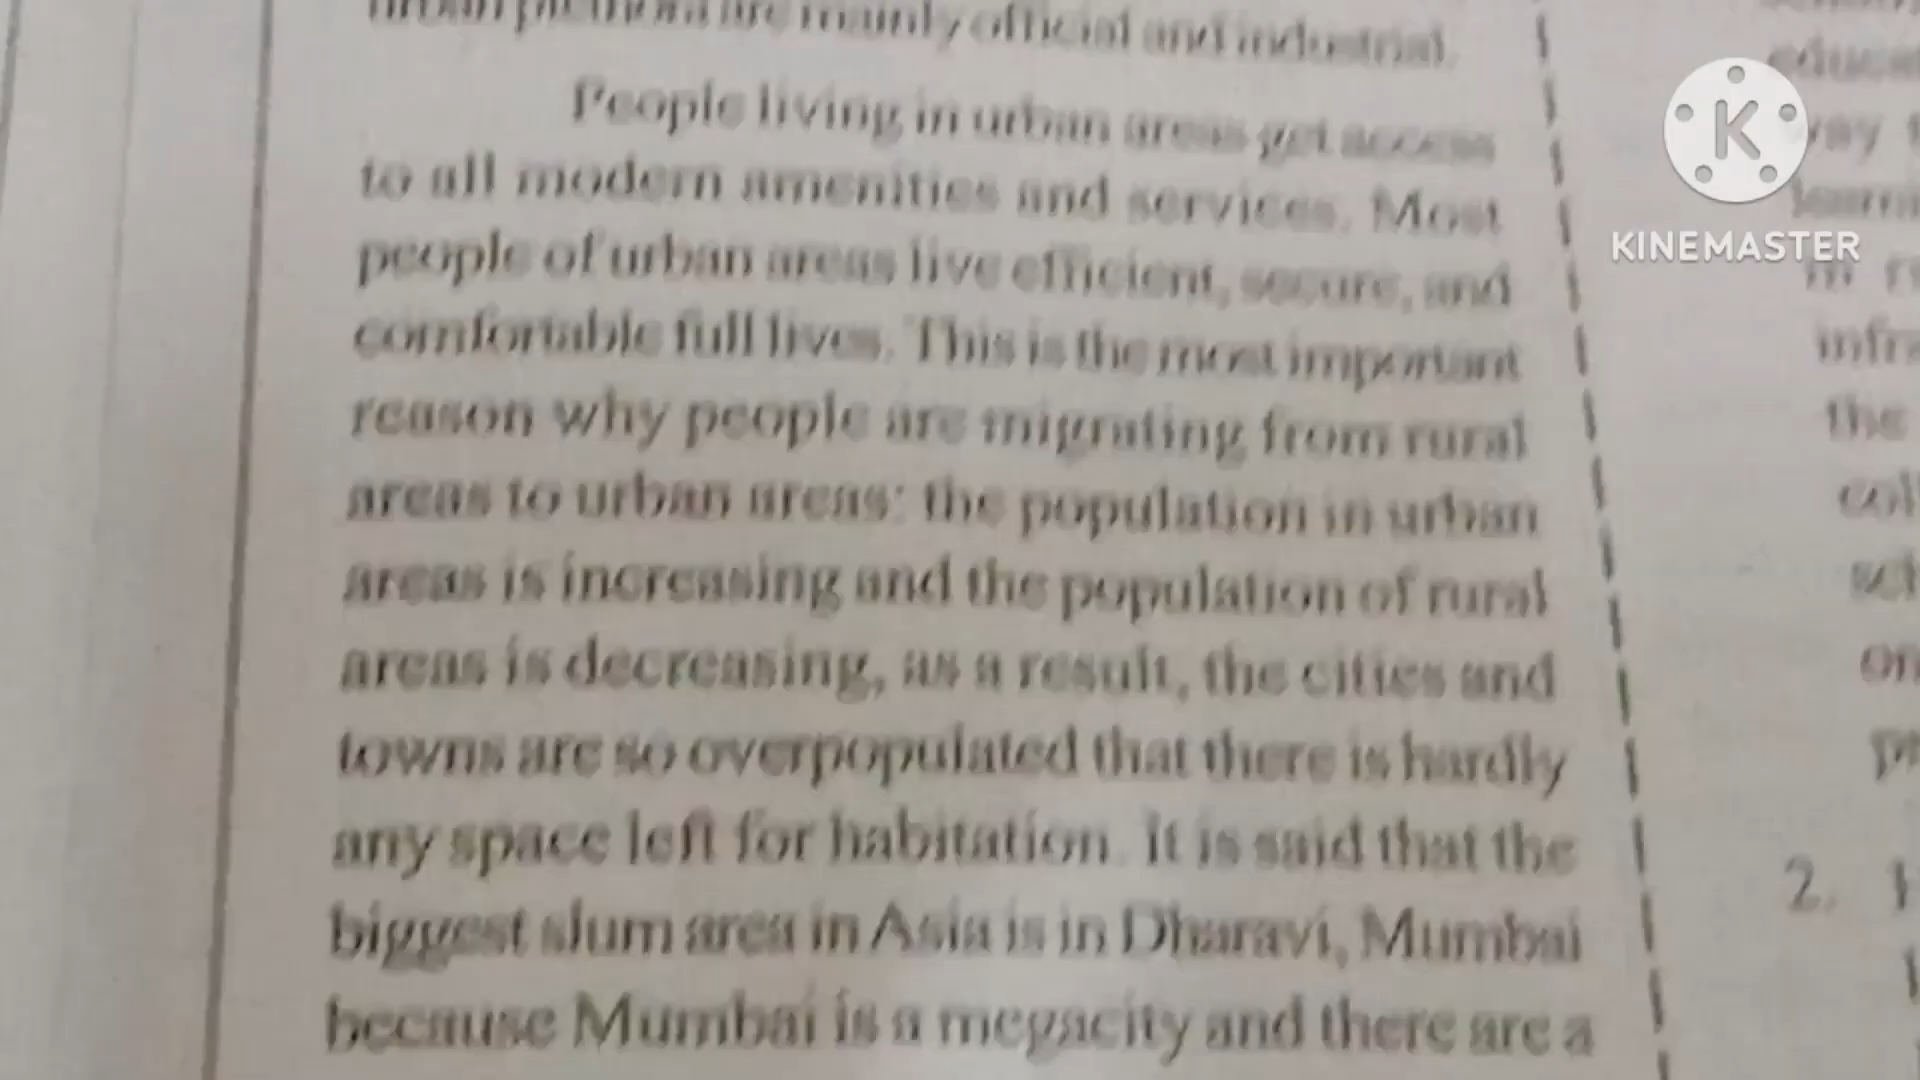 are mainly official and industrial.
People living in urban areas get access
to all modern amenities and services. Most
people of urban areas live efficient, secure, and
comfortable full lives. This is the most important
reason why people are migrating from rural
areas to urban areas: the population in urban
areas is increasing and the population of rural
areas is decreasing, as a result, the cities and
towns are so overpopulated that there is hardly
any space left for habitation. It is said that the
biggest slum area in Asia is in Dharavi, Mumbai
because Mumbai is a megacity and there are a
the
2.
K
KINEMASTER